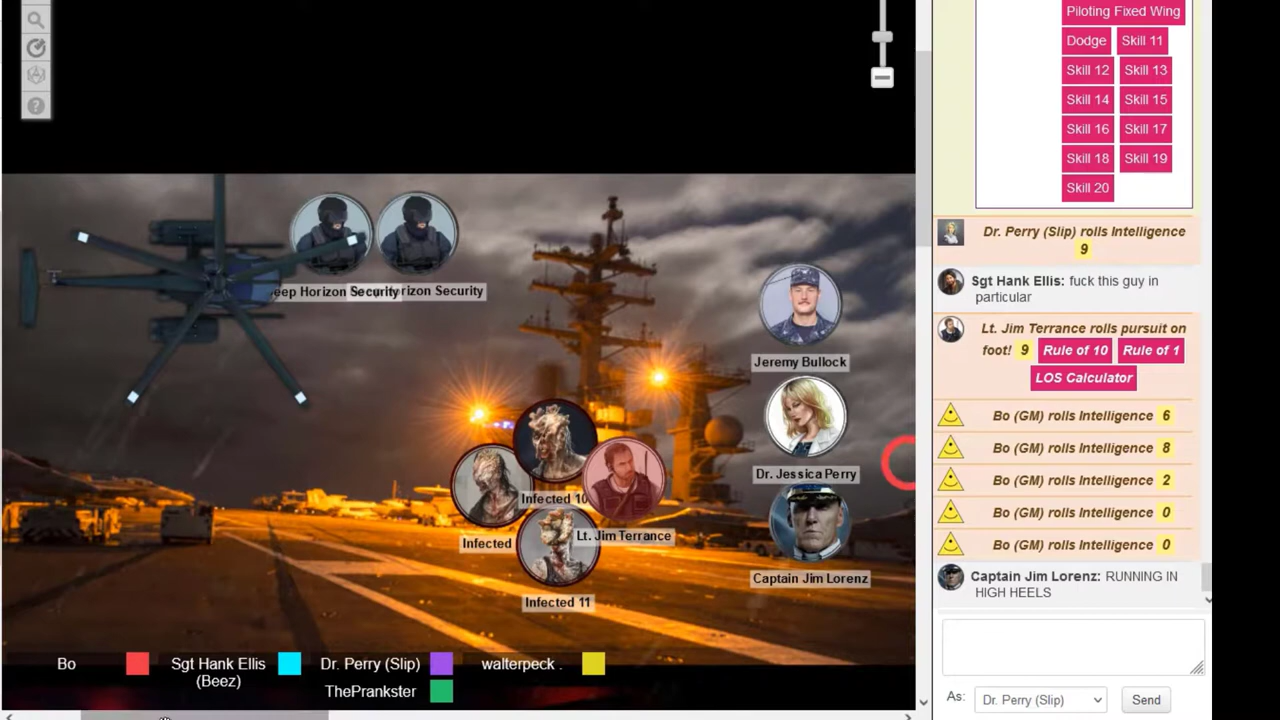 eep Horizon Security
rizon Security
Jeremy Bullock
Dr. Jessica Perry
Infected 10
Lt. Jim Terrance
Infected
Captain Jim Lorenz
Infected 11
Bo
Sgt Hank Ellis
(Beez)
Dr. Perry (Slip)
walterpeck .
ThePrankster
Piloting Fixed Wing
Dodge Skill 11
Skill 12 Skill 13
Skill 14 Skill 15
Skill 16 Skill 17
Skill 18 Skill 19
Skill 20
Dr. Perry (Slip) rolls Intelligence
9
Sgt Hank Ellis: fuck this guy in
particular
Lt. Jim Terrance rolls pursuit on
foot! 9 Rule of 10 Rule of 1
LOS Calculator
Bo (GM) rolls Intelligence 6
Bo (GM) rolls Intelligence 8
Bo (GM) rolls Intelligence 2
Bo (GM) rolls Intelligence 0
Bo (GM) rolls Intelligence 0
Captain Jim Lorenz: RUNNING IN
HIGH HEELS
As: Dr. Perry (Slip) Send